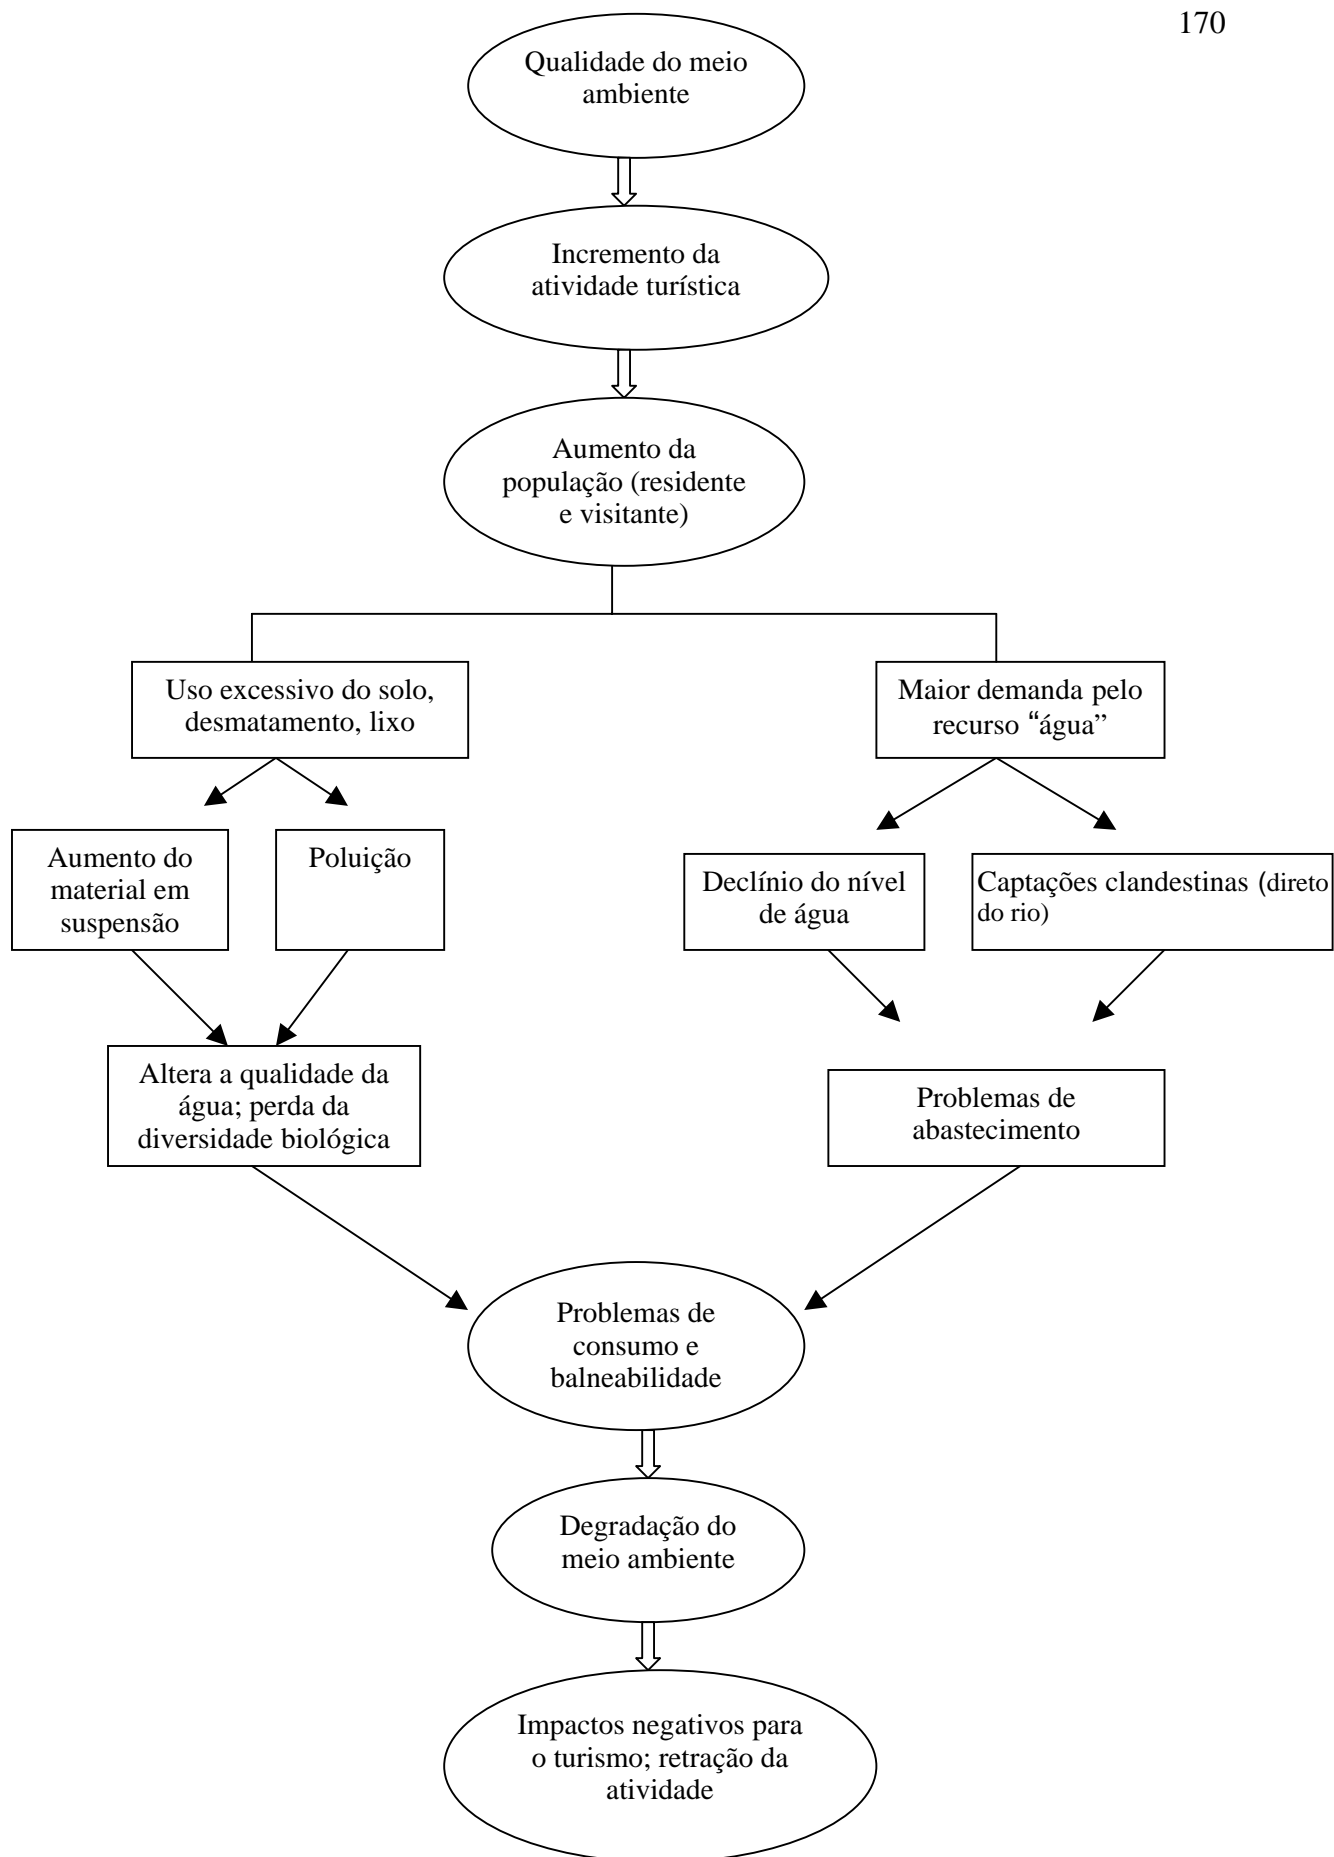 170
Qualidade do meio
ambiente
Incremento da
atividade turística
Aumento da
população (residente
e visitante)
Uso excessivo do solo,
desmatamento, lixo
Maior demanda pelo
recurso “água”
Aumento do
material em
suspensão
Poluição
Declínio do nível
de água
Captações clandestinas (direto
do rio)
Altera a qualidade da
água; perda da
diversidade biológica
Problemas de
abastecimento
Problemas de
consumo e
balneabilidade
Degradação do
meio ambiente
Impactos negativos para
o turismo; retração da
atividade